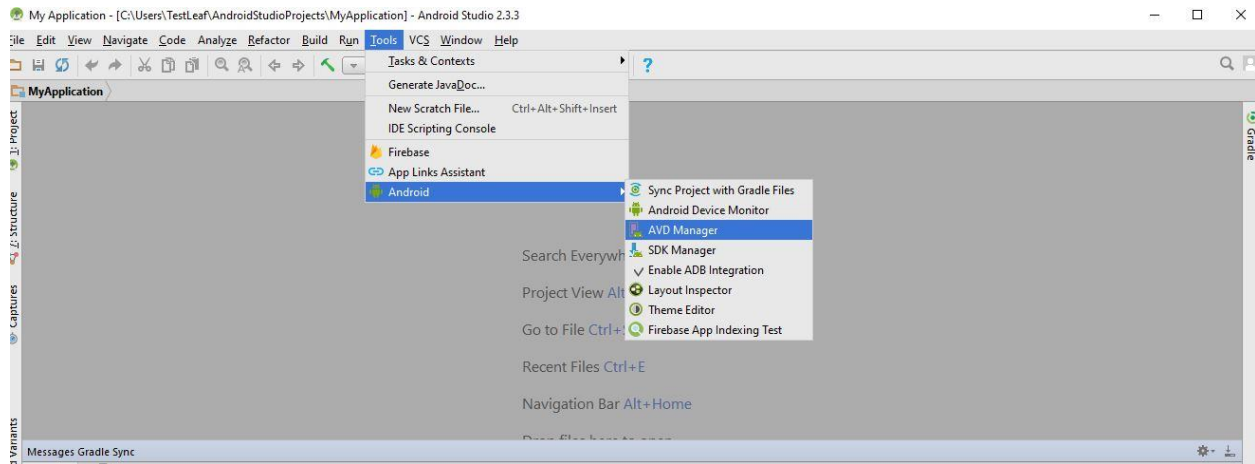 My Application - [C:\Users\TestLeaf\AndroidStudioProjects\MyApplication] - Android Studio 2.3.3
File Edit View Navigate Code Analyze Refactor Build Run Tools VCS Window Help
MyApplication
Tasks & Contexts
Generate JavaDoc...
New Scratch File... Ctrl+Alt+Shift+Insert
IDE Scripting Console
Firebase
App Links Assistant
Android
Sync Project with Gradle Files
Android Device Monitor
AVD Manager
SDK Manager
Enable ADB Integration
Layout Inspector
Theme Editor
Firebase App Indexing Test
Search Everywh
Project View Alt
Go to File Ctrl+
Recent Files Ctrl+E
Navigation Bar Alt+Home
1: Project
Structure
Captures
Variants
Gradle
Messages Gradle Sync